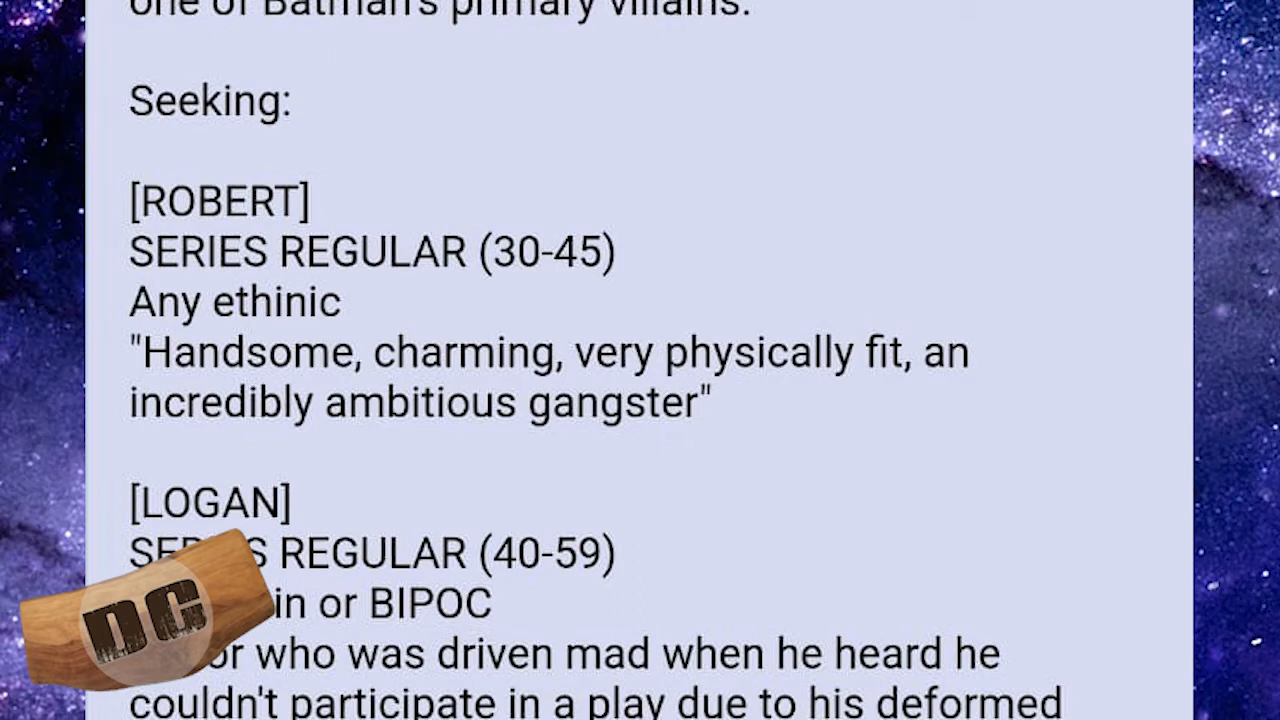 one of Batman's primary villains.
Seeking:
[ROBERT]
SERIES REGULAR (30-45)
Any ethinic
"Handsome, charming, very physically fit, an
incredibly ambitious gangster"
[LOGAN]
REGULAR (40-59)
or BIPOC
who was driven mad when he heard he
couldn't participate in a play due to his deformed
DC